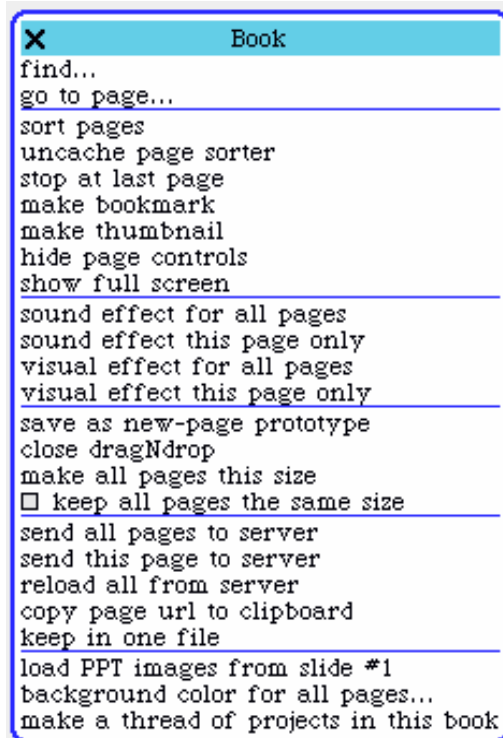 Book
find...
go to page...
sort pages
uncache page sorter
stop at last page
make bookmark
make thumbnail
hide page controls
show full screen
sound effect for all pages
sound effect this page only
visual effect for all pages
visual effect this page only
save as new-page prototype
close dragNdrop
make all pages this size
keep all pages the same size
send all pages to server
send this page to server
reload all from server
copy page url to clipboard
keep in one file
load PPT images from slide #1
background color for all pages...
make a thread of projects in this book